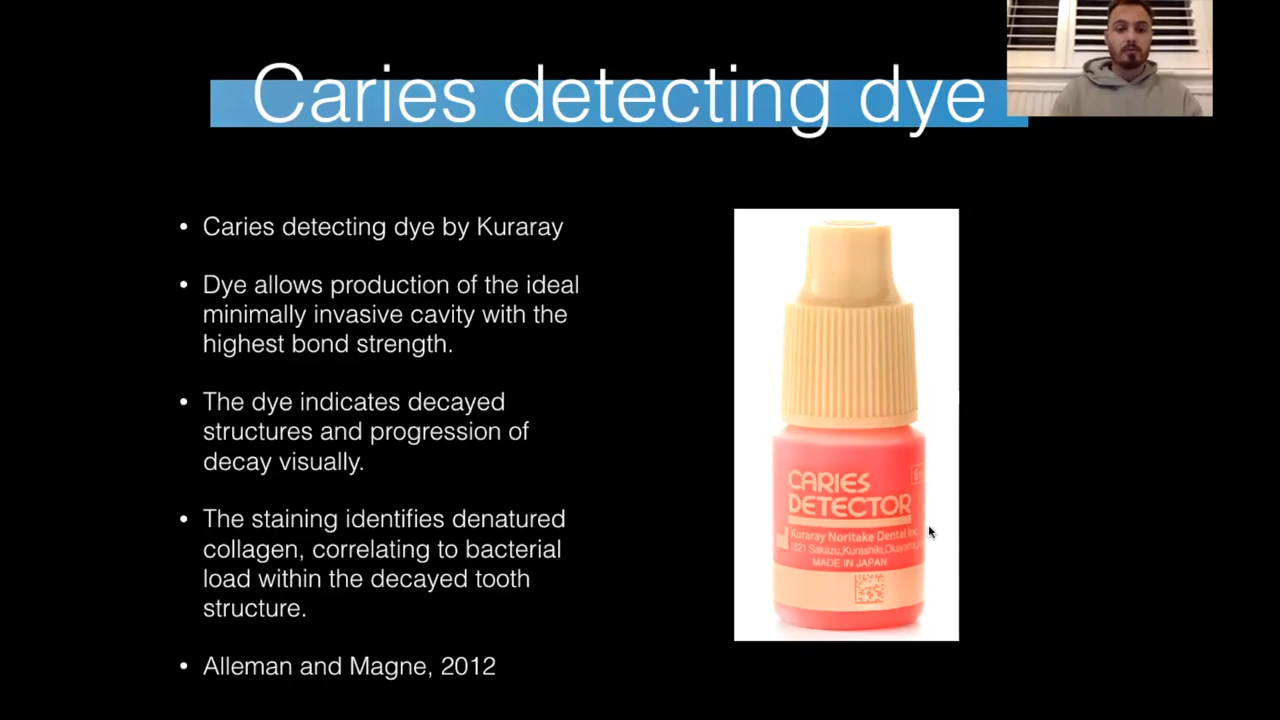 Caries detecting dye
• Caries detecting dye by Kuraray
• Dye allows production of the ideal
minimally invasive cavity with the
highest bond strength.
• The dye indicates decayed
structures and progression of
decay visually.
• The staining identifies denatured
collagen, correlating to bacterial
load within the decayed tooth
structure.
• Alleman and Magne, 2012
CARIES
DETECTOR
Kuraray Noritake Dental Inc.
1621 Sakazu,Kurashiki,Okayama,
MADE IN JAPAN